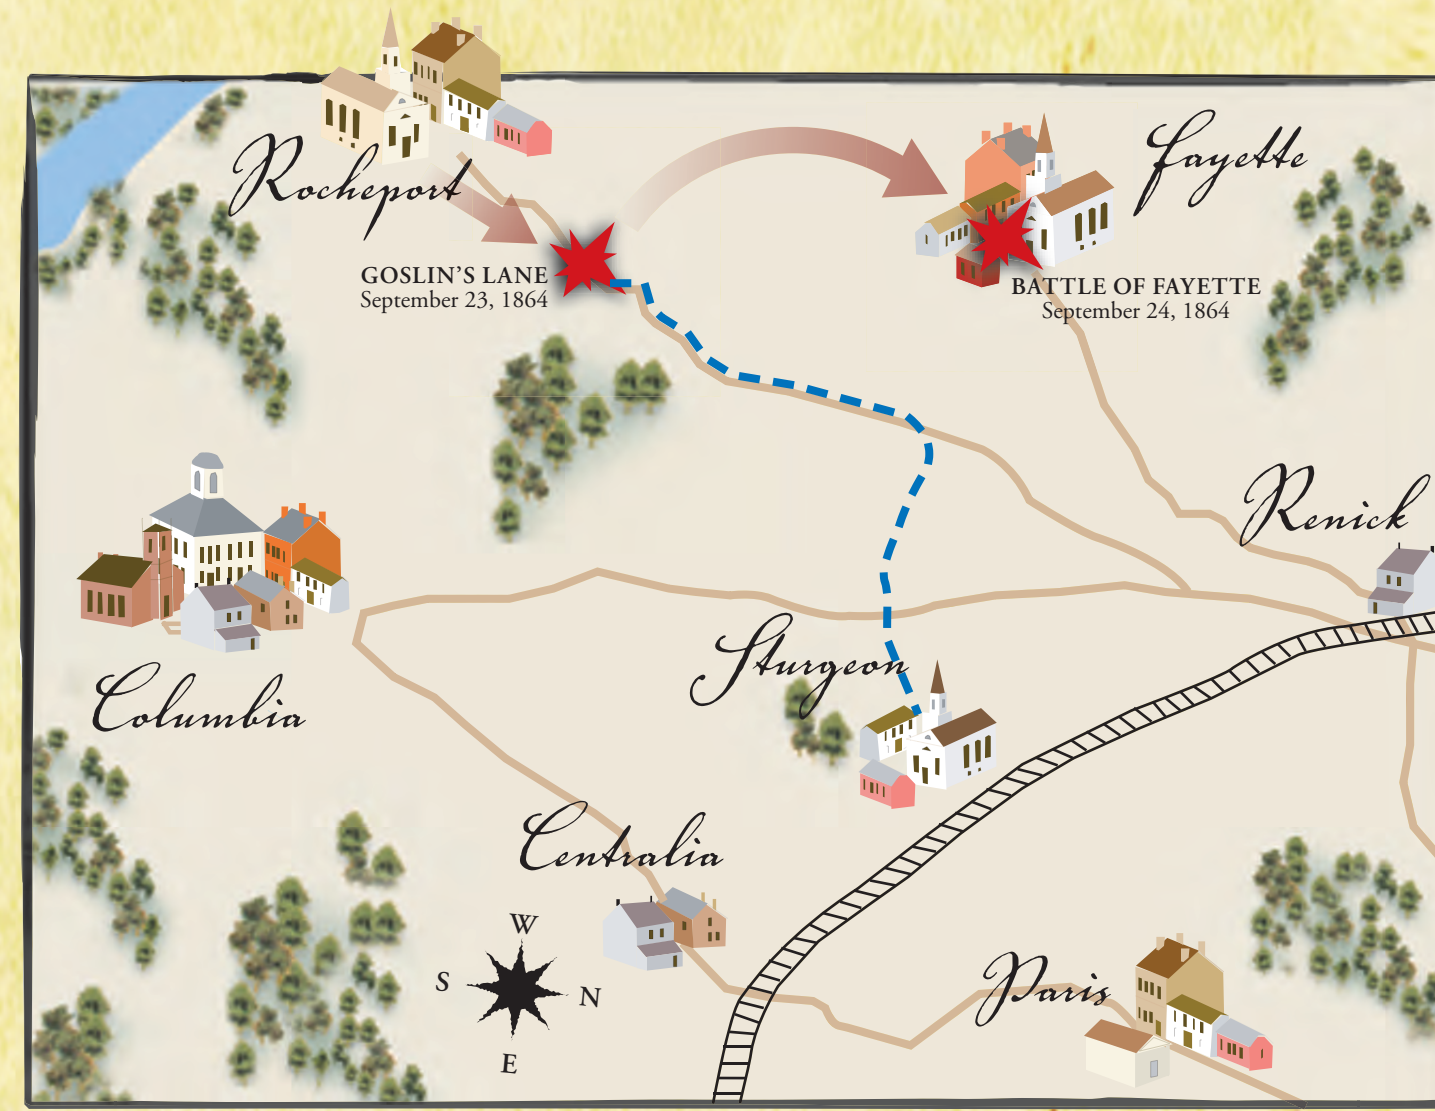 Rocheport
Fayette
GOSLIN'S LANE
September 23, 1864
BATTLE OF FAYETTE
September 24, 1864
Renick
Sturgeon
Columbia
Centralia
W
S
N
E
Paris